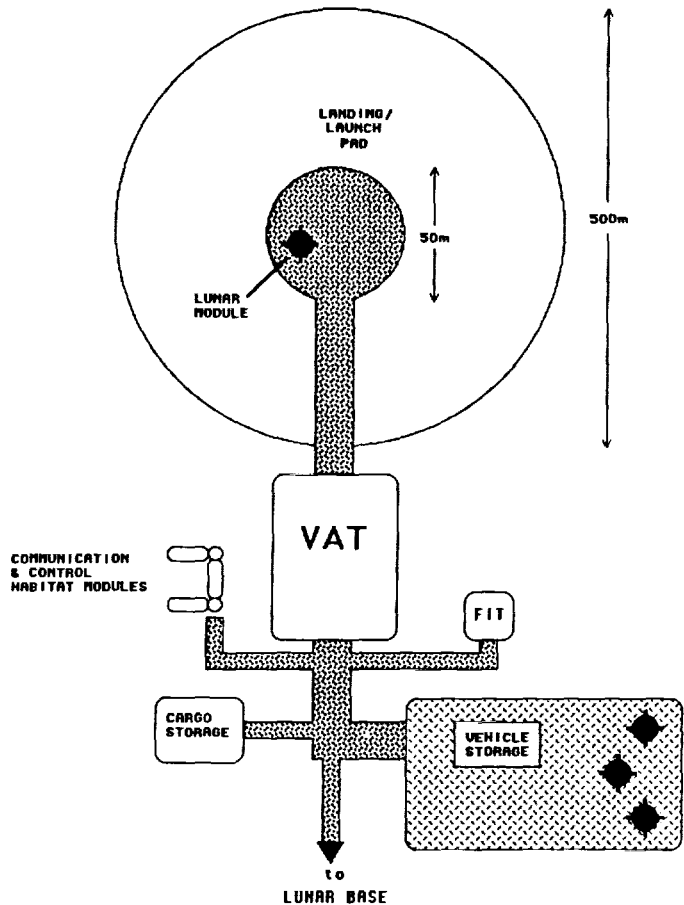 LANDING/
LAUNCH
PAD
500m
50m
LUNAR
MODULE
VAT
COMMUNICATION
& CONTROL
HABITAT MODULES
FIT
CARGO
STORAGE
VEHICLE
STORAGE
to
LUNAR BASE